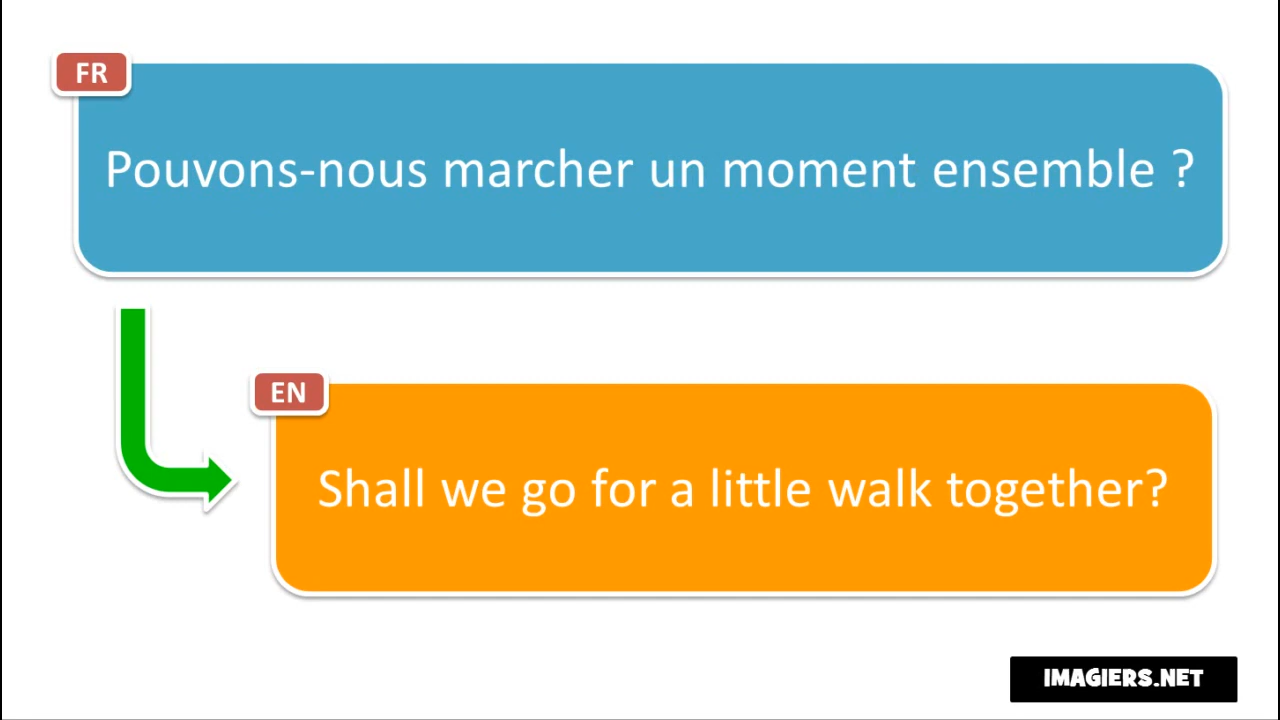 FR
Pouvons-nous marcher un moment ensemble ?
EN
Shall we go for a little walk together?
IMAGIERS.NET